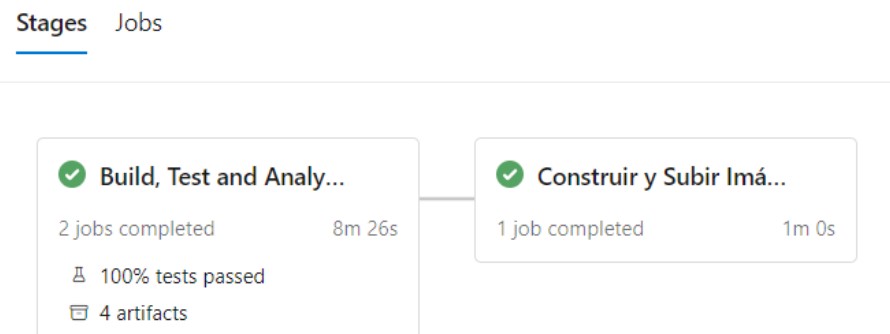 Stages Jobs
Build, Test and Analy...
2 jobs completed 8m 26s
100% tests passed
4 artifacts
Construir y Subir Imá...
1 job completed 1m 0s